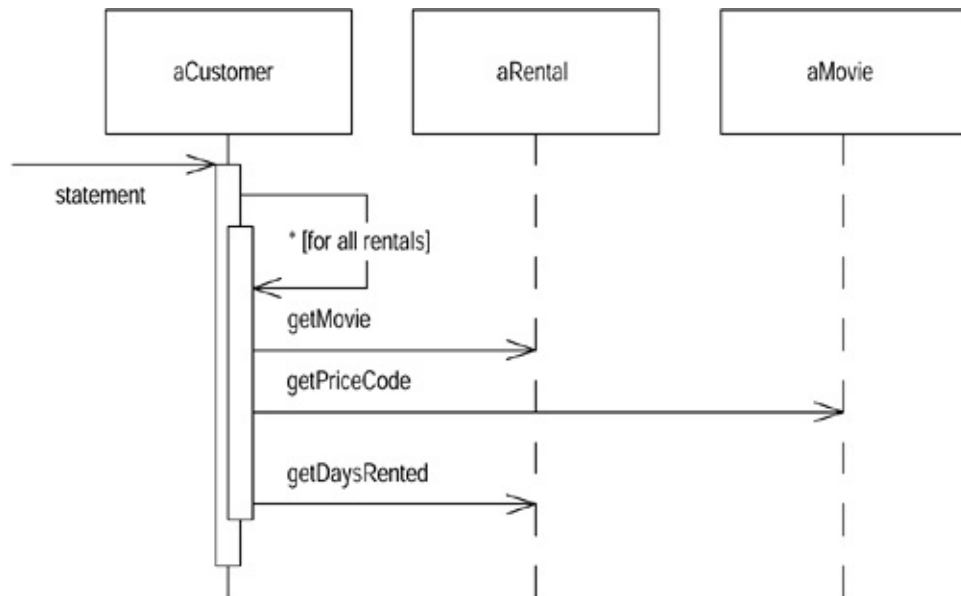 aCustomer
aRental
aMovie
statement
* [for all rentals]
getMovie
getPriceCode
getDaysRented